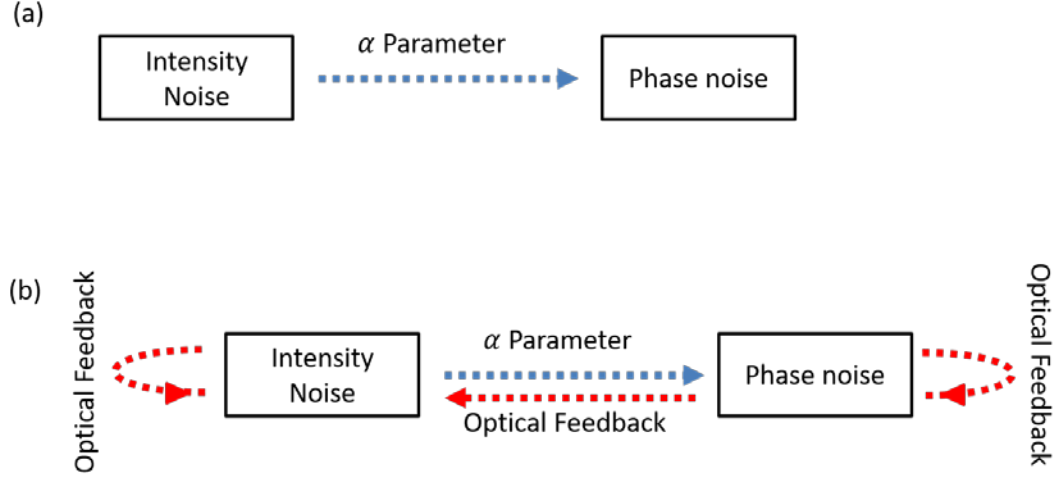 (a)
α Parameter
Intensity
Noise
Phase noise
(b)
Optical Feedback
Intensity
Noise
α Parameter
Optical Feedback
Phase noise
Optical Feedback